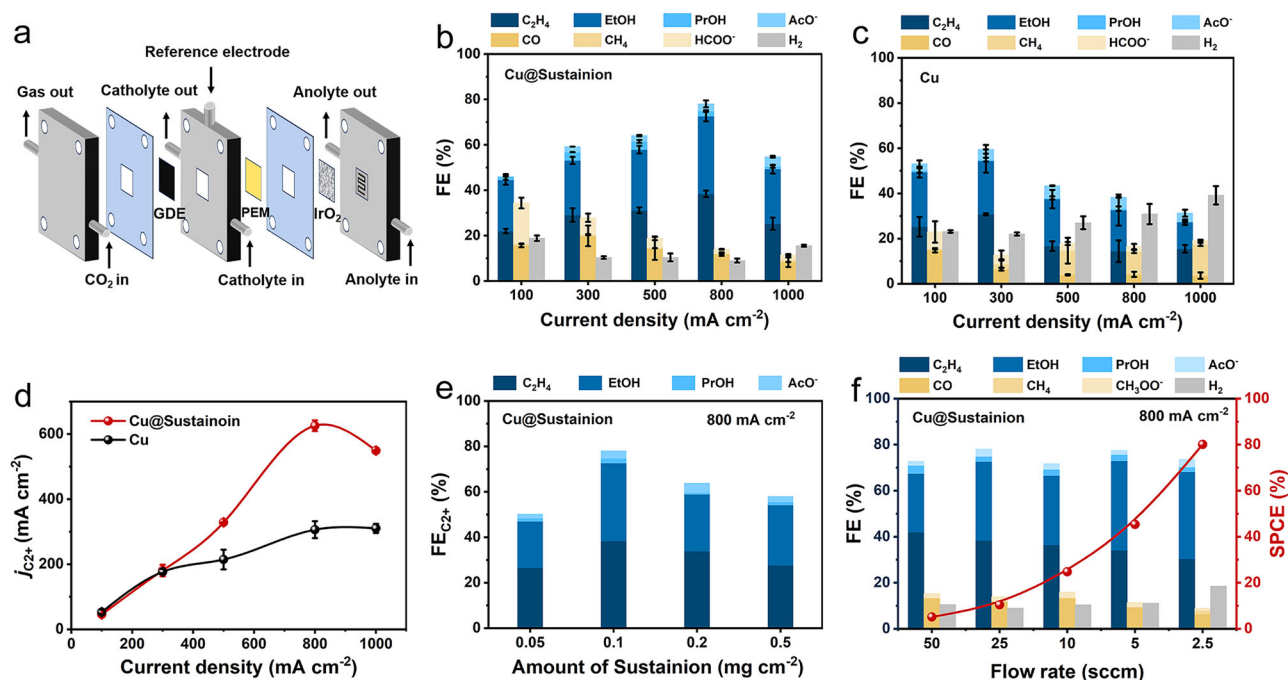 a
Reference electrode
Gas out
Catholyte out
Anolyte out
GDE
PEM
IrO₂
CO₂ in
Catholyte in
Anolyte in
b
C₂H₄ EtOH PrOH AcO⁻
CO CH₄ HCOO⁻ H₂
Cu@Sustainion
FE (%)
100
80
60
40
20
0
100 300 500 800 1000
Current density (mA cm⁻²)
c
C₂H₄ EtOH PrOH AcO⁻
CO CH₄ HCOO⁻ H₂
Cu
FE (%)
100
80
60
40
20
0
100 300 500 800 1000
Current density (mA cm⁻²)
d
Cu@Sustainoin
Cu
j_C2+ (mA cm⁻²)
600
400
200
0
0 200 400 600 800 1000
Current density (mA cm⁻²)
e
C₂H₄ EtOH PrOH AcO⁻
Cu@Sustainion 800 mA cm⁻²
FE_C2+ (%)
100
80
60
40
20
0
0.05 0.1 0.2 0.5
Amount of Sustainion (mg cm⁻²)
f
C₂H₄ EtOH PrOH AcO⁻
CO CH₄ CH₃OO⁻ H₂
Cu@Sustainion 800 mA cm⁻²
FE (%)
100
80
60
40
20
0
50 25 10 5 2.5
Flow rate (sccm)
100
80
60
40
20
0
SPCE (%)